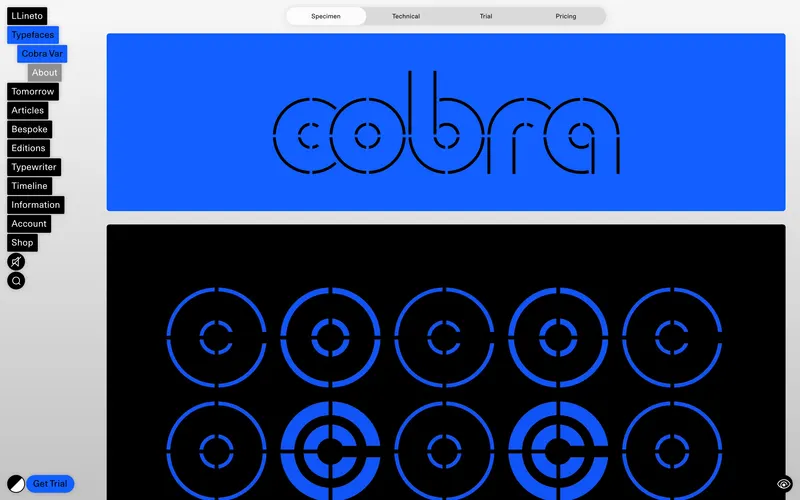 LLineto
Typefaces
Cobra Var
About
Tomorrow
Articles
Bespoke
Editions
Typewriter
Timeline
Information
Account
Shop
Get Trial
Specimen
Technical
Trial
Pricing
cobra